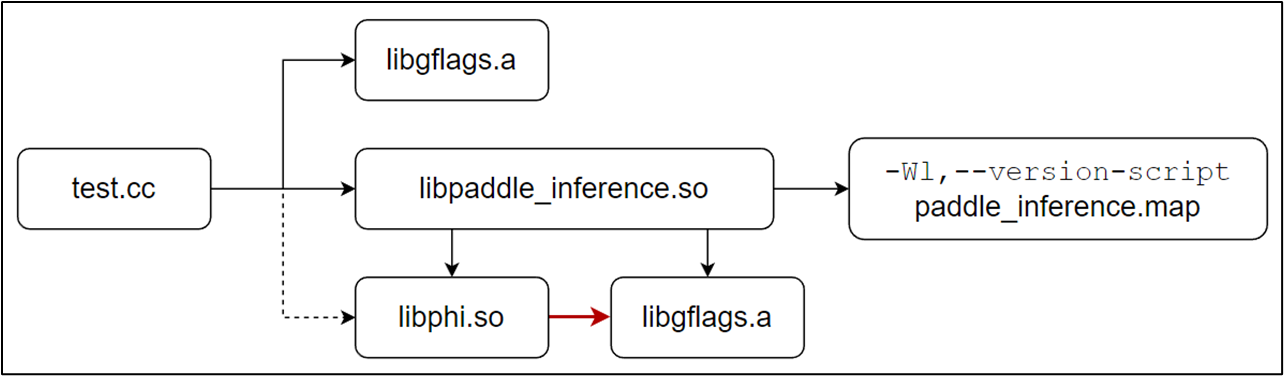 libgflags.a
test.cc
libpaddle_inference.so
-Wl,--version-script
paddle_inference.map
libphi.so
libgflags.a